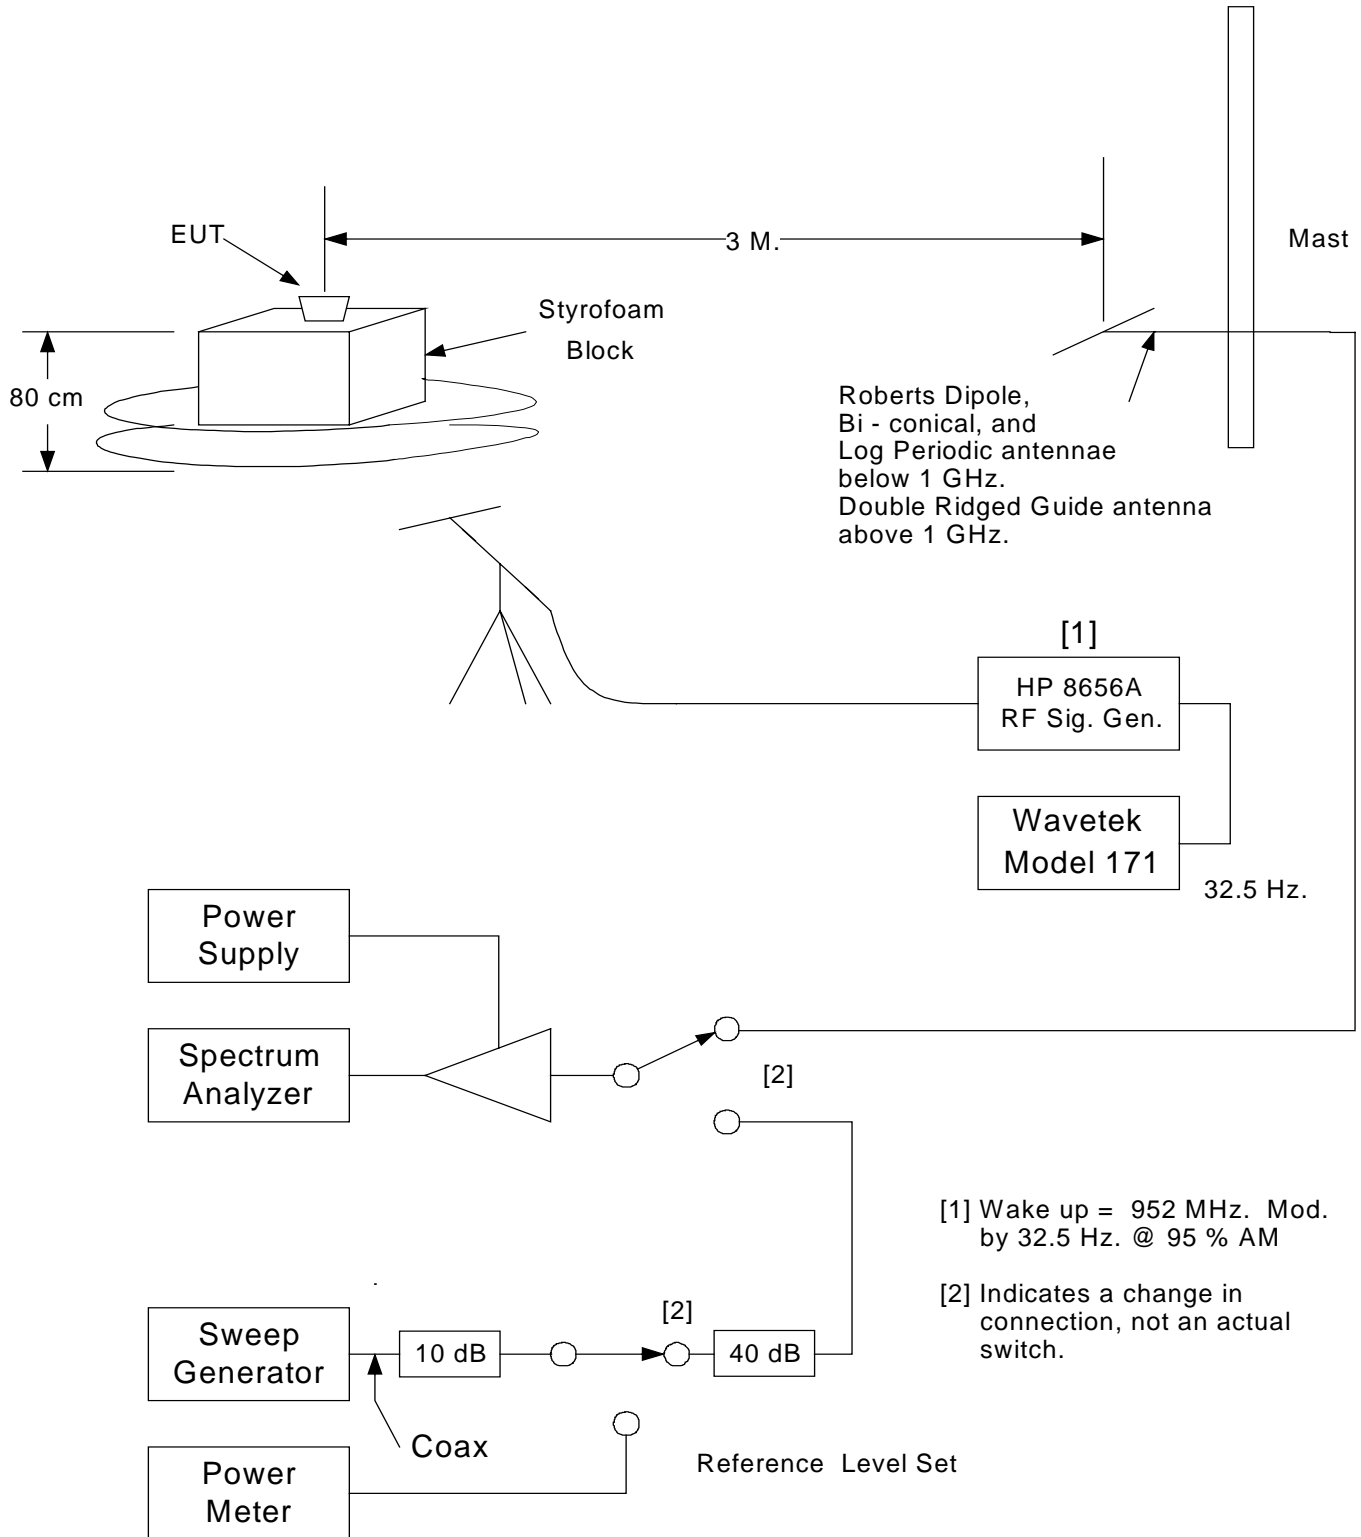 EUT
3 M.
Mast
Styrofoam
Block
80 cm
Roberts Dipole,
Bi - conical, and
Log Periodic antennae
below 1 GHz.
Double Ridged Guide antenna
above 1 GHz.
[1]
HP 8656A
RF Sig. Gen.
Wavetek
Model 171
32.5 Hz.
Power
Supply
Spectrum
Analyzer
[2]
[1] Wake up =  952 MHz.  Mod.
by 32.5 Hz. @ 95 % AM
[2] Indicates a change in
connection, not an actual
switch.
[2]
Sweep
Generator
10 dB
40 dB
Coax
Reference  Level Set
Power
Meter